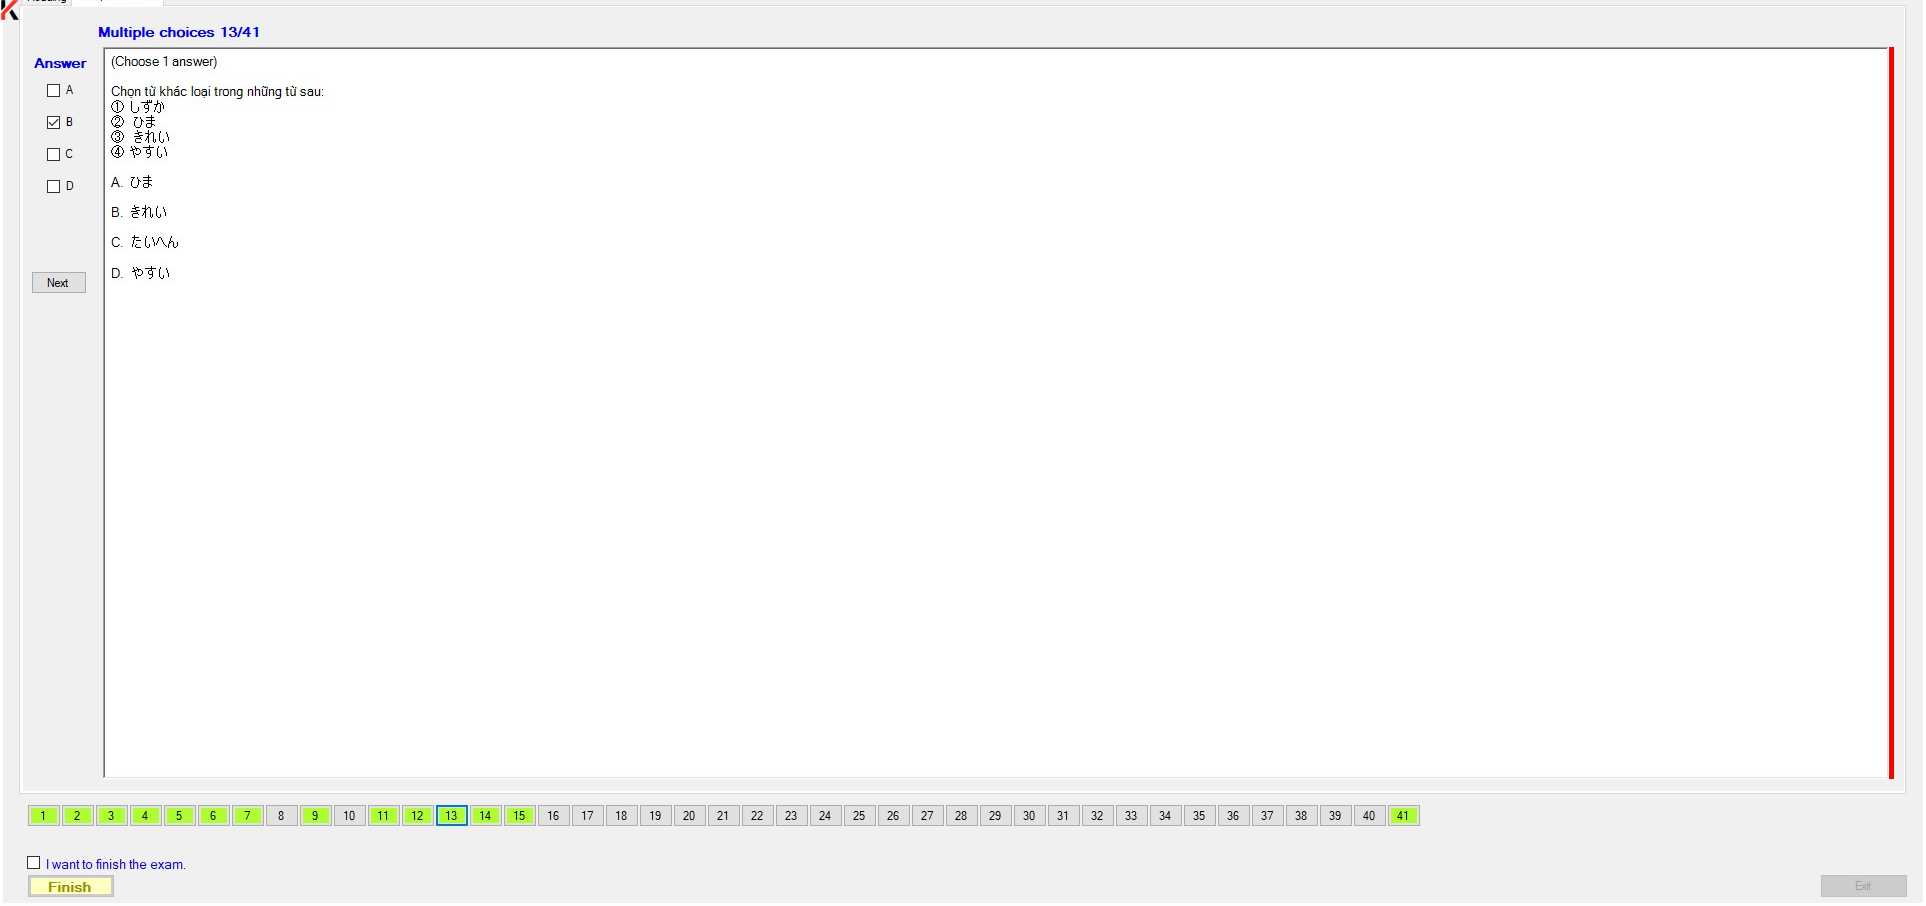 Multiple choices 13/41
Answer
A
B
C
D
Next
(Choose 1 answer)
Chọn từ khác loại trong những từ sau:
① しずか
② ひま
③ きれい
④ やすい
A. ひま
B. きれい
C. たいへん
D. やすい
1 2 3 4 5 6 7 8 9 10 11 12 13 14 15 16 17 18 19 20 21 22 23 24 25 26 27 28 29 30 31 32 33 34 35 36 37 38 39 40 41
I want to finish the exam.
Finish
Exit